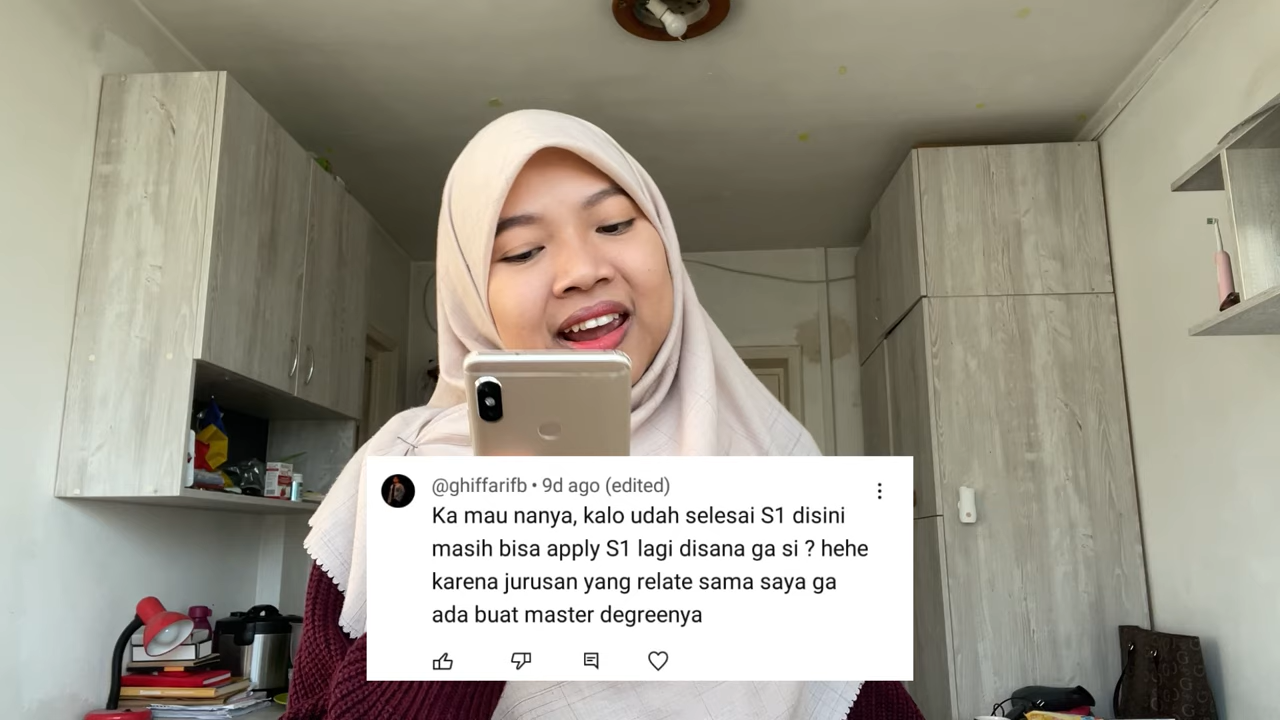 @ghiffarifb • 9d ago (edited)
Ka mau nanya, kalo udah selesai S1 disini
masih bisa apply S1 lagi disana ga si ? hehe
karena jurusan yang relate sama saya ga
ada buat master degreenya